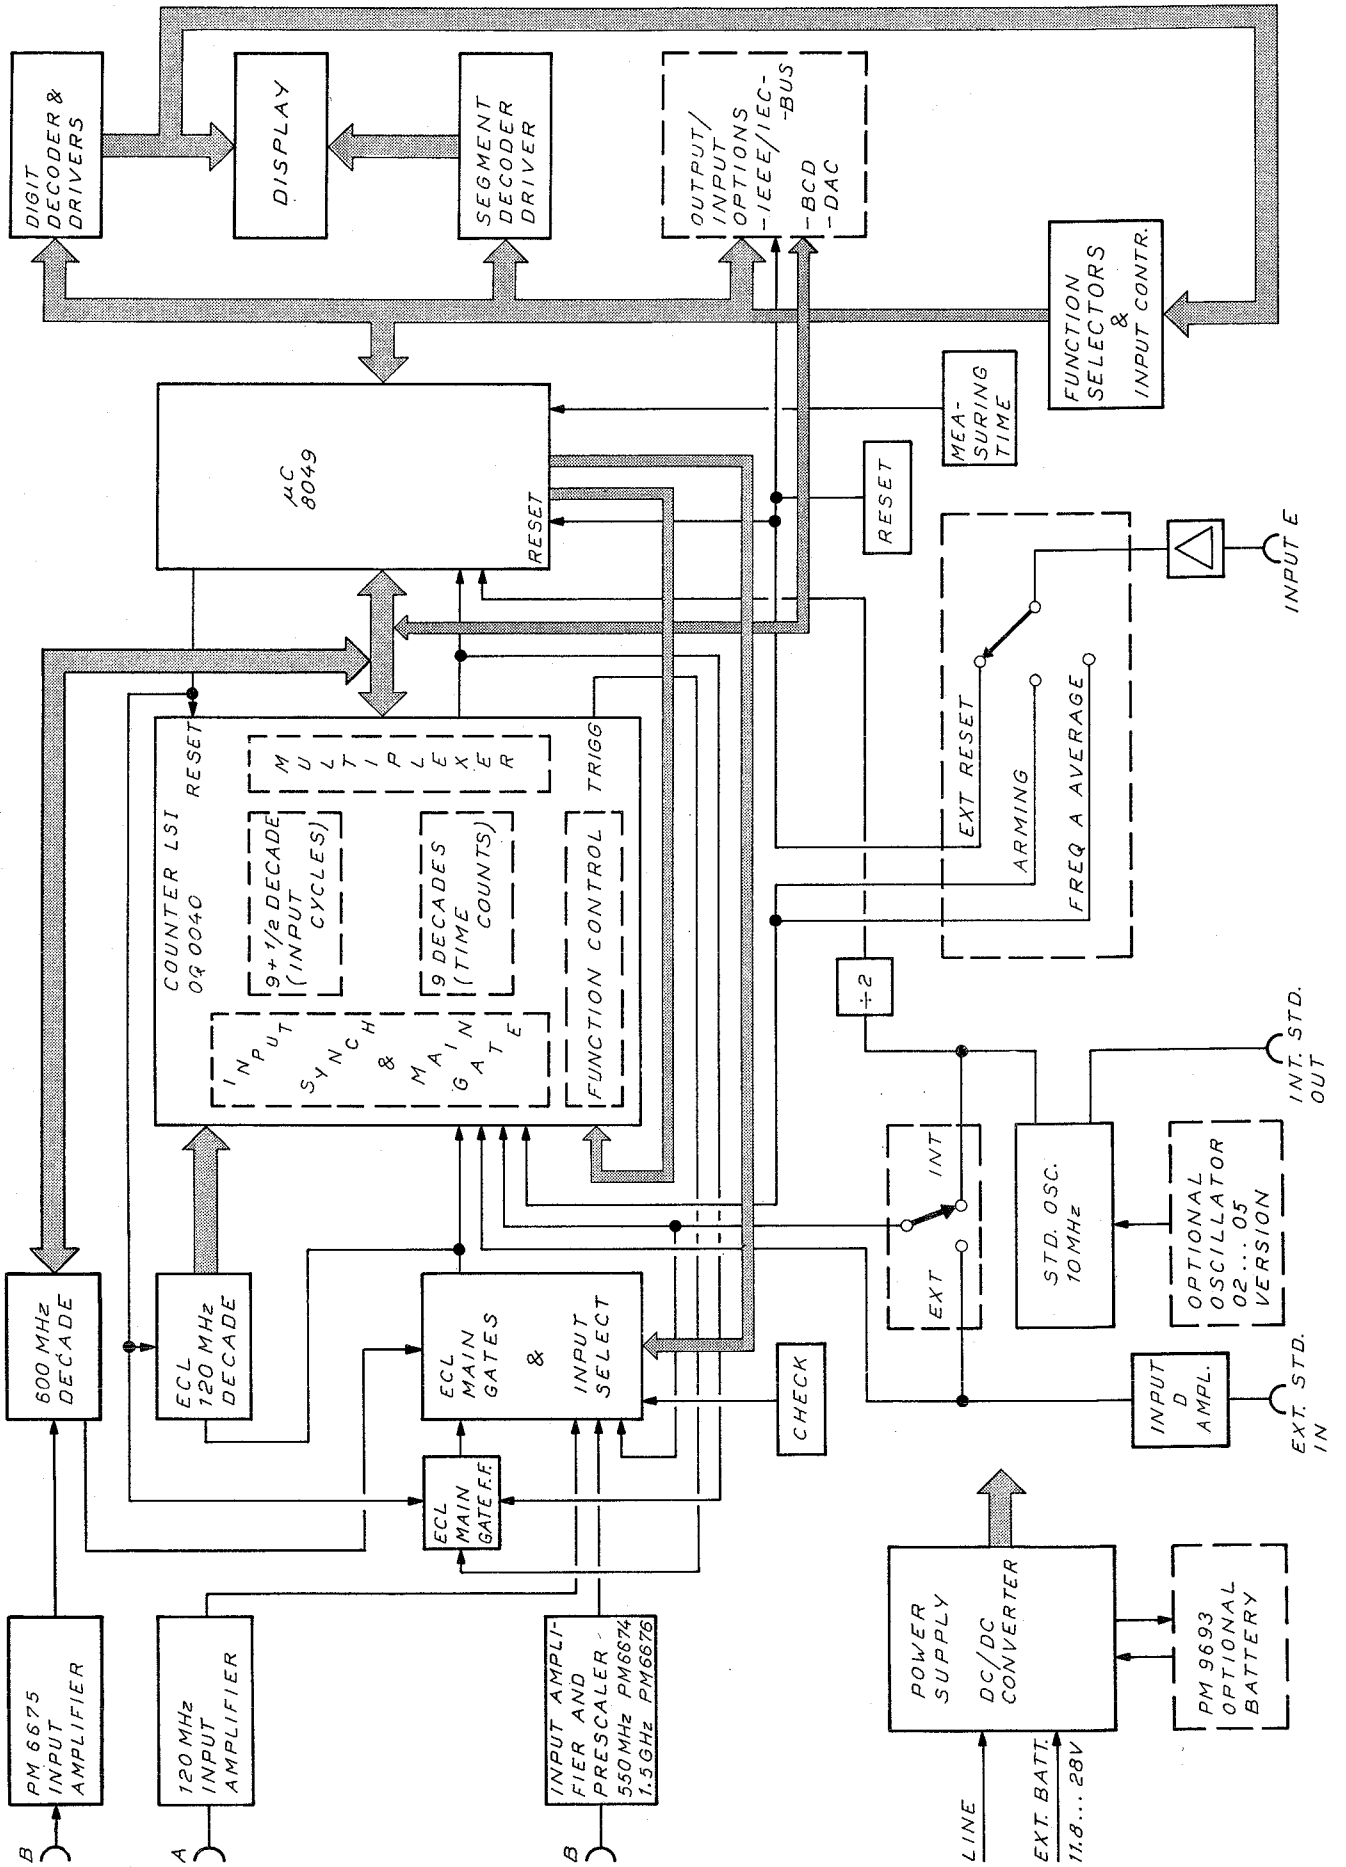 B
PM 6675
INPUT
AMPLIFIER
A
120 MHz
INPUT
AMPLIFIER
B
INPUT AMPLI-
FIER AND
PRESCALER
550 MHz PM6674
1.5 GHz PM6676
600 MHz
DECADE
ECL
120 MHz
DECADE
ECL
MAIN
GATE F.F.
ECL
MAIN
GATES
&
INPUT
SELECT
CHECK
COUNTER LSI
OQ 0040
RESET
INPUT
SYNCH
&
MAIN
GATE
9+1/2 DECADE
(INPUT
CYCLES)
9 DECADES
(TIME
COUNTS)
MULTIPLEXER
FUNCTION CONTROL
TRIGG
µC
8049
RESET
DIGIT
DECODER &
DRIVERS
DISPLAY
SEGMENT
DECODER
DRIVER
OUTPUT/
INPUT
OPTIONS
-IEEE/IEC-
-BUS
-BCD
-DAC
FUNCTION
SELECTORS
&
INPUT CONTR.
MEA-
SURING
TIME
RESET
EXT RESET
ARMING
FREQ A AVERAGE
INPUT E
÷2
EXT
INT
STD. OSC.
10MHz
INT. STD.
OUT
OPTIONAL
OSCILLATOR
02...05
VERSION
INPUT
D
AMPL.
EXT. STD.
IN
LINE
EXT. BATT.
11.8...28V
POWER
SUPPLY
DC/DC
CONVERTER
PM 9693
OPTIONAL
BATTERY